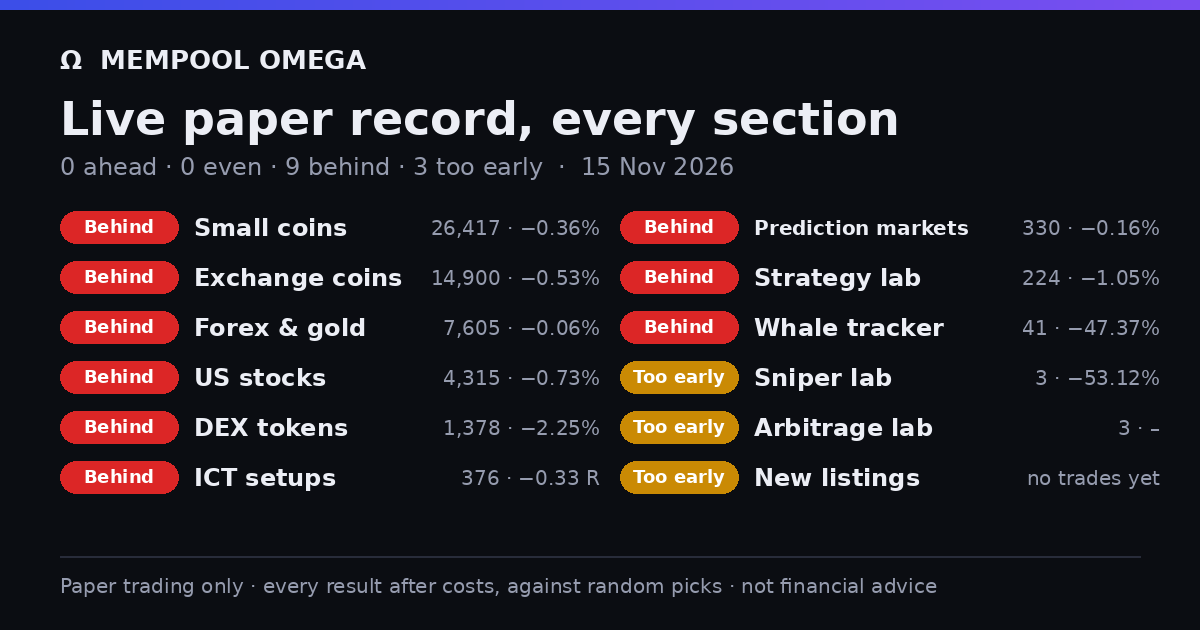 Ω MEMPOOL OMEGA
Live paper record, every section
0 ahead · 0 even · 9 behind · 3 too early · 15 Nov 2026
Behind Small coins 26,417 · −0.36%
Behind Exchange coins 14,900 · −0.53%
Behind Forex & gold 7,605 · −0.06%
Behind US stocks 4,315 · −0.73%
Behind DEX tokens 1,378 · −2.25%
Behind ICT setups 376 · −0.33 R
Behind Prediction markets 330 · −0.16%
Behind Strategy lab 224 · −1.05%
Behind Whale tracker 41 · −47.37%
Too early Sniper lab 3 · −53.12%
Too early Arbitrage lab 3 · –
Too early New listings no trades yet
Paper trading only · every result after costs, against random picks · not financial advice